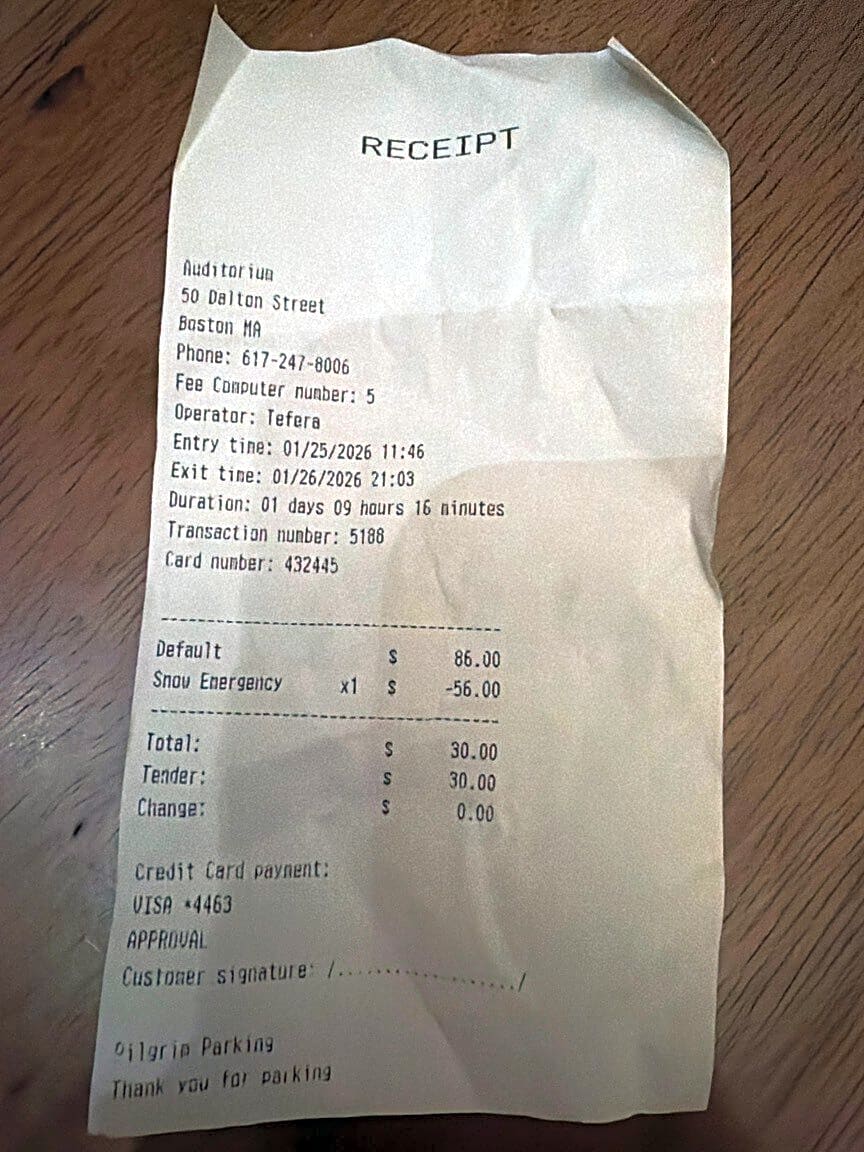 RECEIPT
Auditorium
50 Dalton Street
Boston MA
Phone: 617-247-8006
Fee Computer number: 5
Operator: Tefera
Entry time: 01/25/2026 11:46
Exit time: 01/26/2026 21:03
Duration: 01 days 09 hours 16 minutes
Transaction number: 5188
Card number: 432445
--------------------------------
Default $ 86.00
Snow Emergency x1 $ -56.00
--------------------------------
Total: $ 30.00
Tender: $ 30.00
Change: $ 0.00
Credit Card payment:
VISA *4463
APPROVAL
Customer signature: /..................../
Pilgrim Parking
Thank you for parking